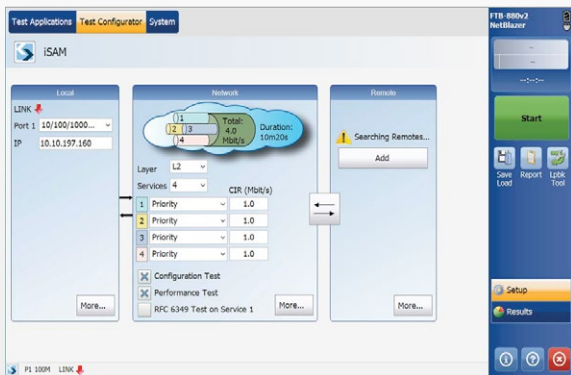 Test Applications Test Configurator System
iSAM
Local
LINK
Port 1 10/100/1000...
IP 10.10.197.160
Network
1
2 3
4
Total:
4.0
Mbit/s
Duration:
10m20s
Layer L2
Services 4
CIR (Mbit/s)
1 Priority 1.0
2 Priority 1.0
3 Priority 1.0
4 Priority 1.0
Configuration Test
Performance Test
RFC 6349 Test on Service 1
More...
More...
Remote
Searching Remotes...
Add
More...
FTB-880v2
NetBlazer
--
--
--:--:--
Start
Save
Load
Report
Lpbk
Tool
Setup
Results
P1 100M LINK